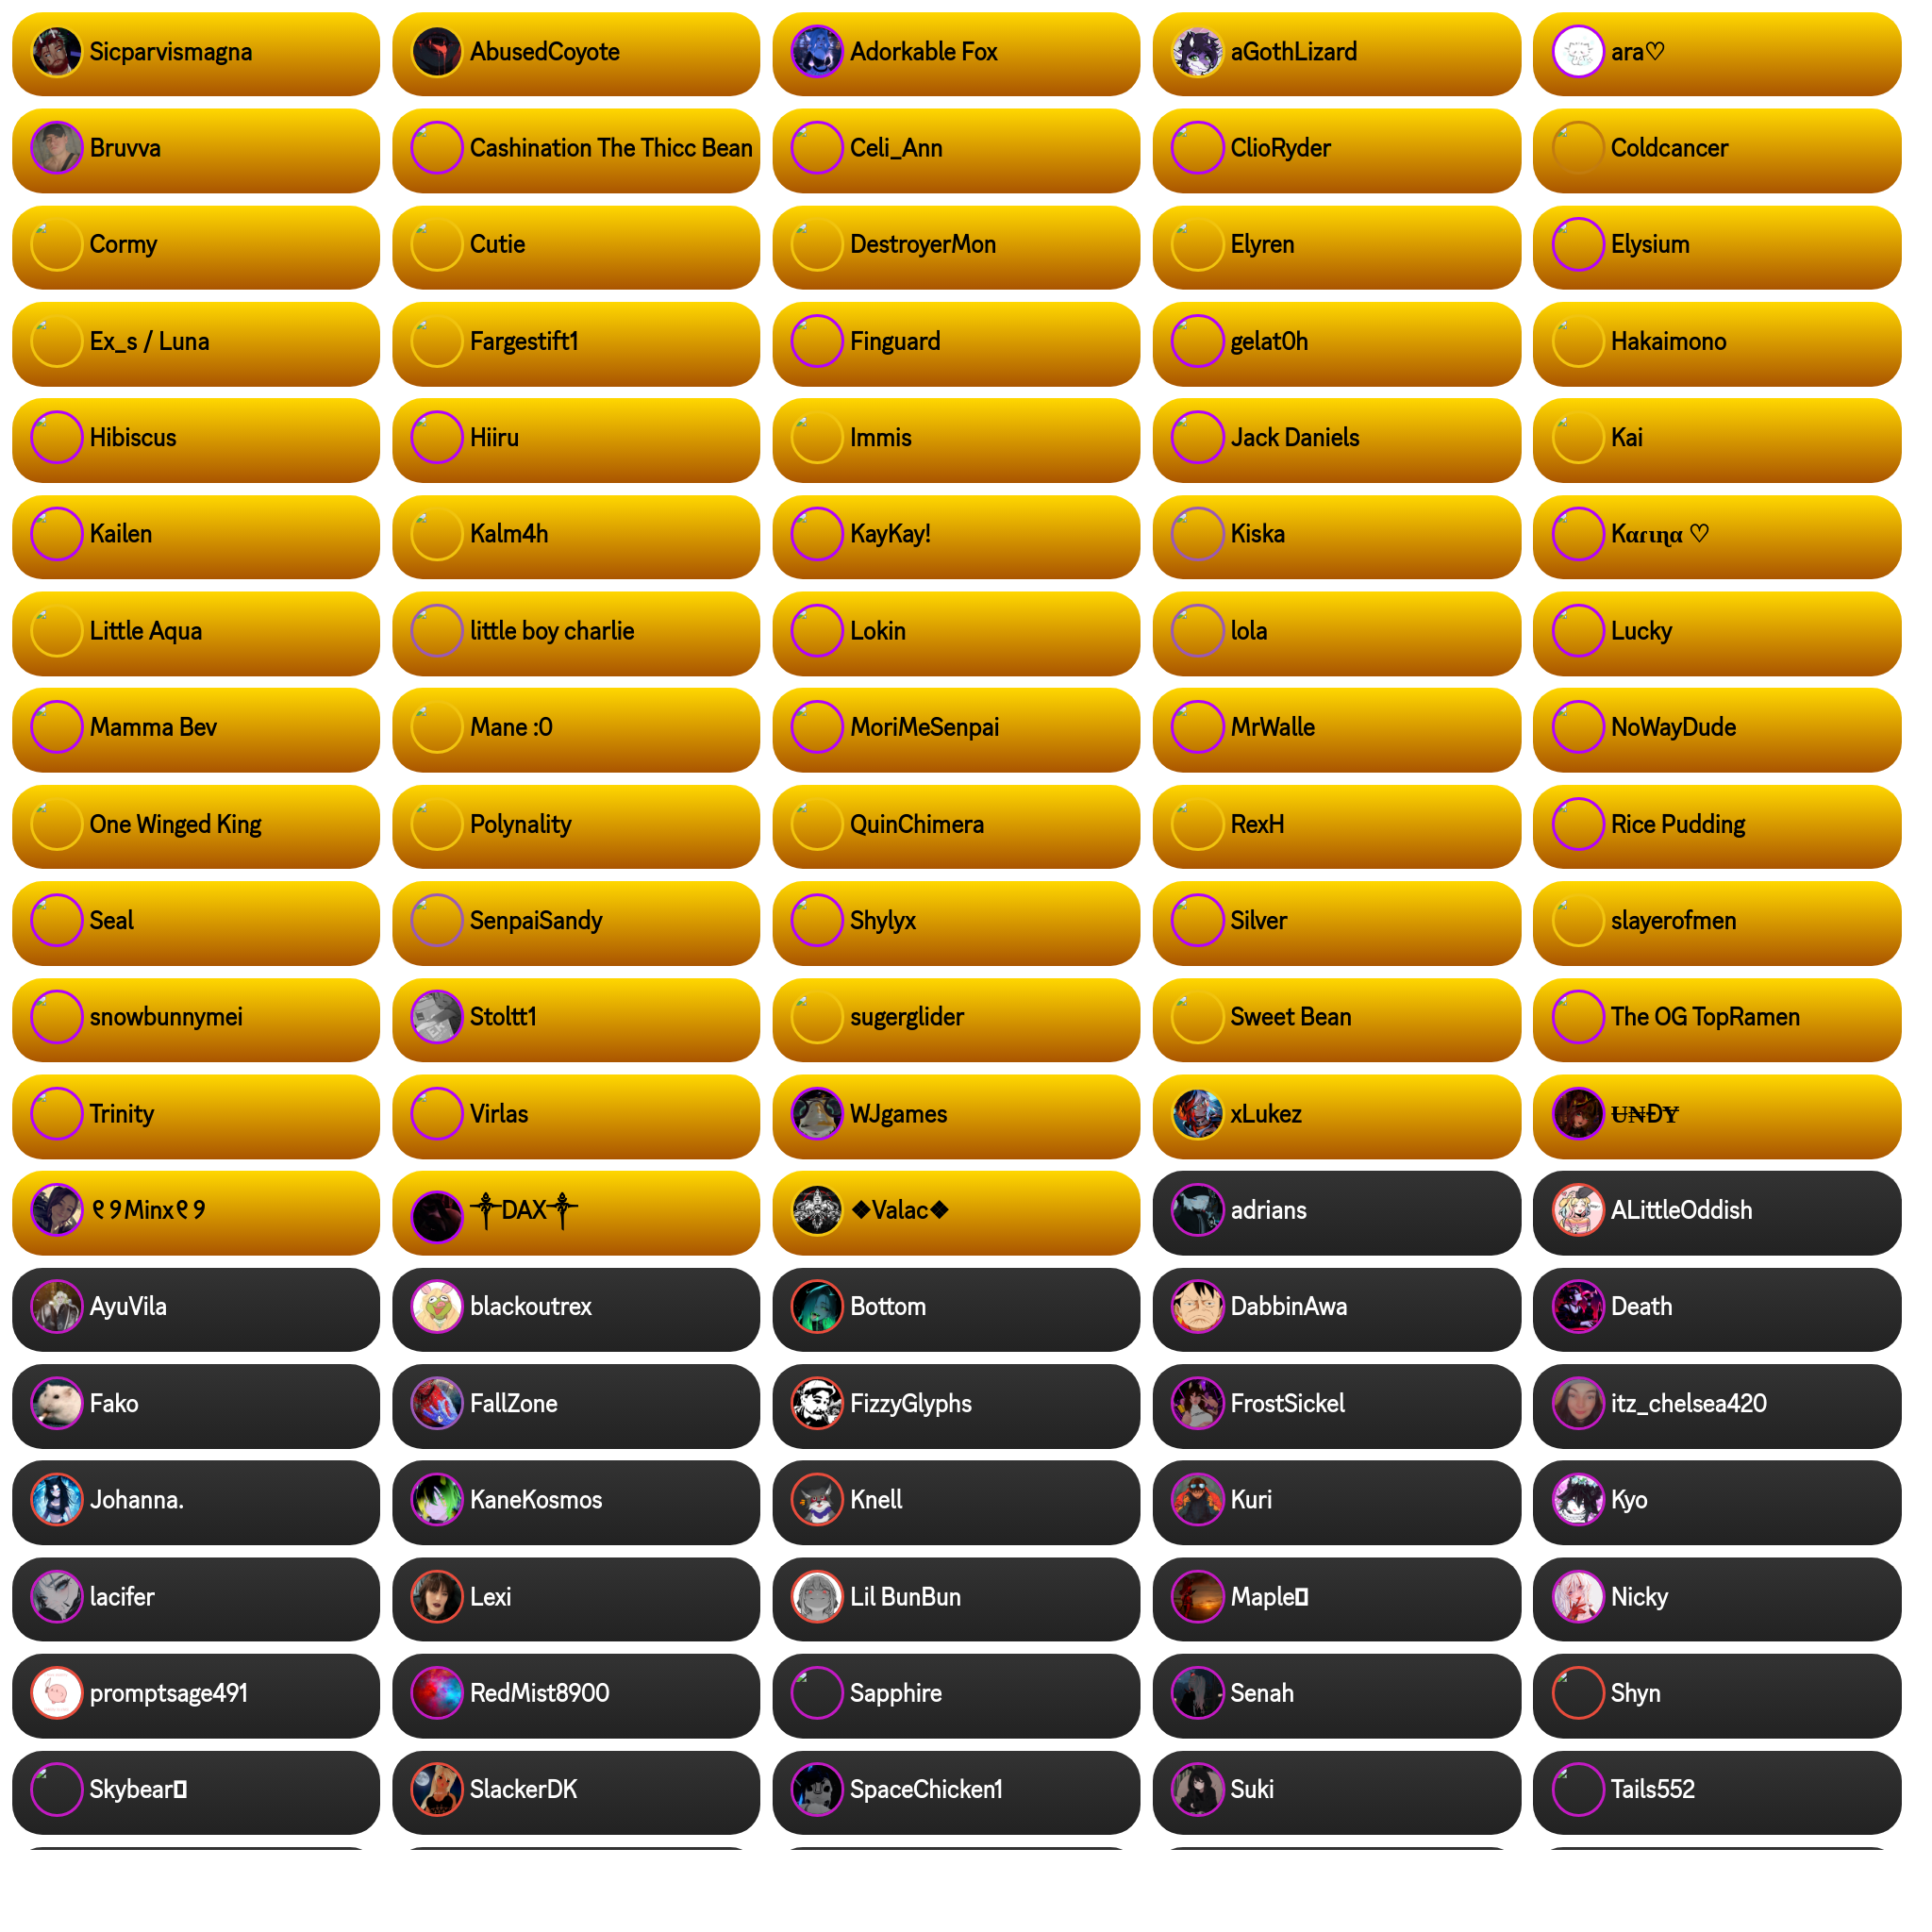 Sicparvismagna
AbusedCoyote
Adorkable Fox
aGothLizard
ara♡
Bruvva
Cashination The Thicc Bean
Celi_Ann
ClioRyder
Coldcancer
Cormy
Cutie
DestroyerMon
Elyren
Elysium
Ex_s / Luna
Fargestift1
Finguard
gelat0h
Hakaimono
Hibiscus
Hiiru
Immis
Jack Daniels
Kai
Kailen
Kalm4h
KayKay!
Kiska
Kαɾιɳα ♡
Little Aqua
little boy charlie
Lokin
lola
Lucky
Mamma Bev
Mane :0
MoriMeSenpai
MrWalle
NoWayDude
One Winged King
Polynality
QuinChimera
RexH
Rice Pudding
Seal
SenpaiSandy
Shylyx
Silver
slayerofmen
snowbunnymei
Stoltt1
sugerglider
Sweet Bean
The OG TopRamen
Trinity
Virlas
WJgames
xLukez
U̶N̶ĐY̶
୧୨Minx୧୨
⸸DAX⸸
❖Valac❖
adrians
ALittleOddish
AyuVila
blackoutrex
Bottom
DabbinAwa
Death
Fako
FallZone
FizzyGlyphs
FrostSickel
itz_chelsea420
Johanna.
KaneKosmos
Knell
Kuri
Kyo
lacifer
Lexi
Lil BunBun
Maple
Nicky
promptsage491
RedMist8900
Sapphire
Senah
Shyn
Skybear
SlackerDK
SpaceChicken1
Suki
Tails552